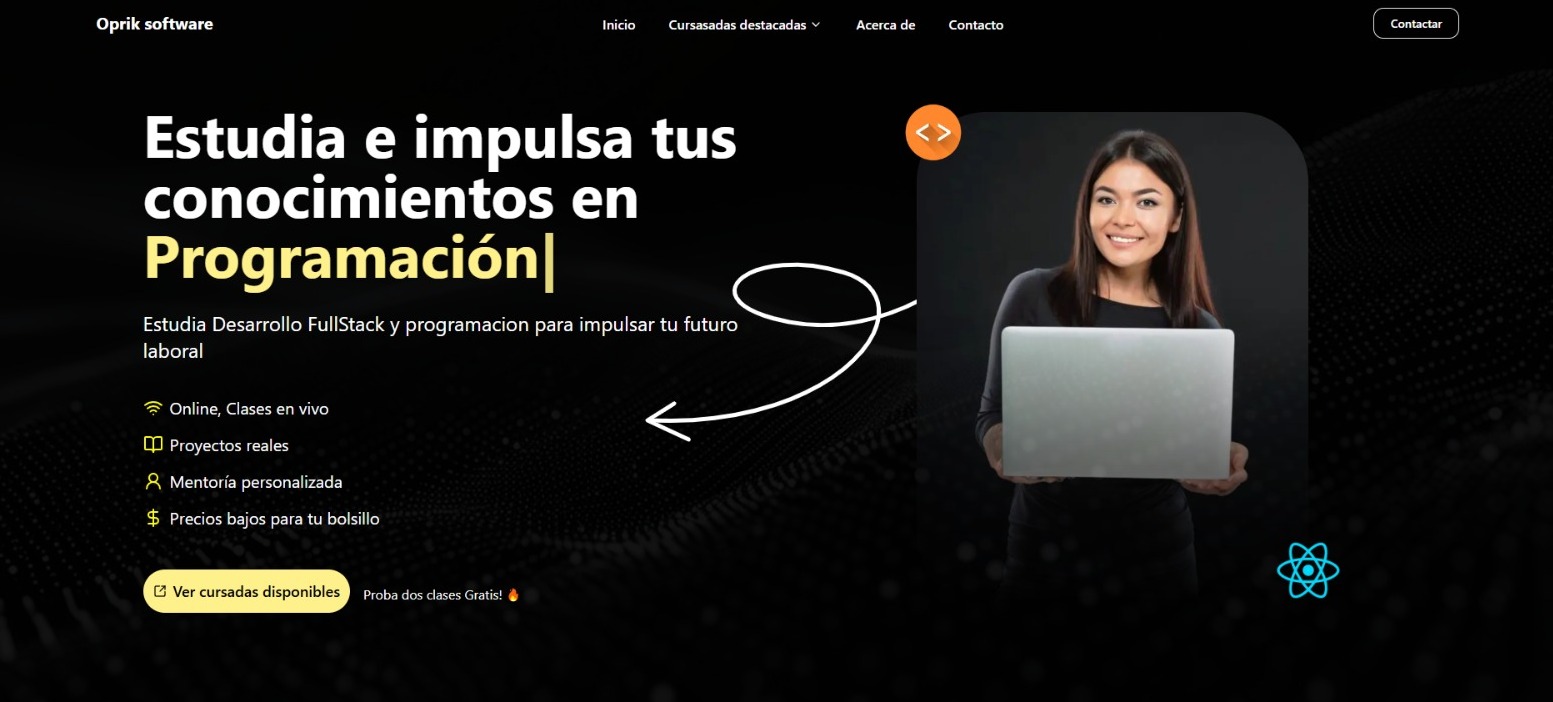 Oprik software
Inicio
Cursasadas destacadas
Acerca de
Contacto
Contactar
Estudia e impulsa tus
conocimientos en
Programación|
Estudia Desarrollo FullStack y programacion para impulsar tu futuro
laboral
Online, Clases en vivo
Proyectos reales
Mentoría personalizada
Precios bajos para tu bolsillo
Ver cursadas disponibles
Proba dos clases Gratis! 🔥